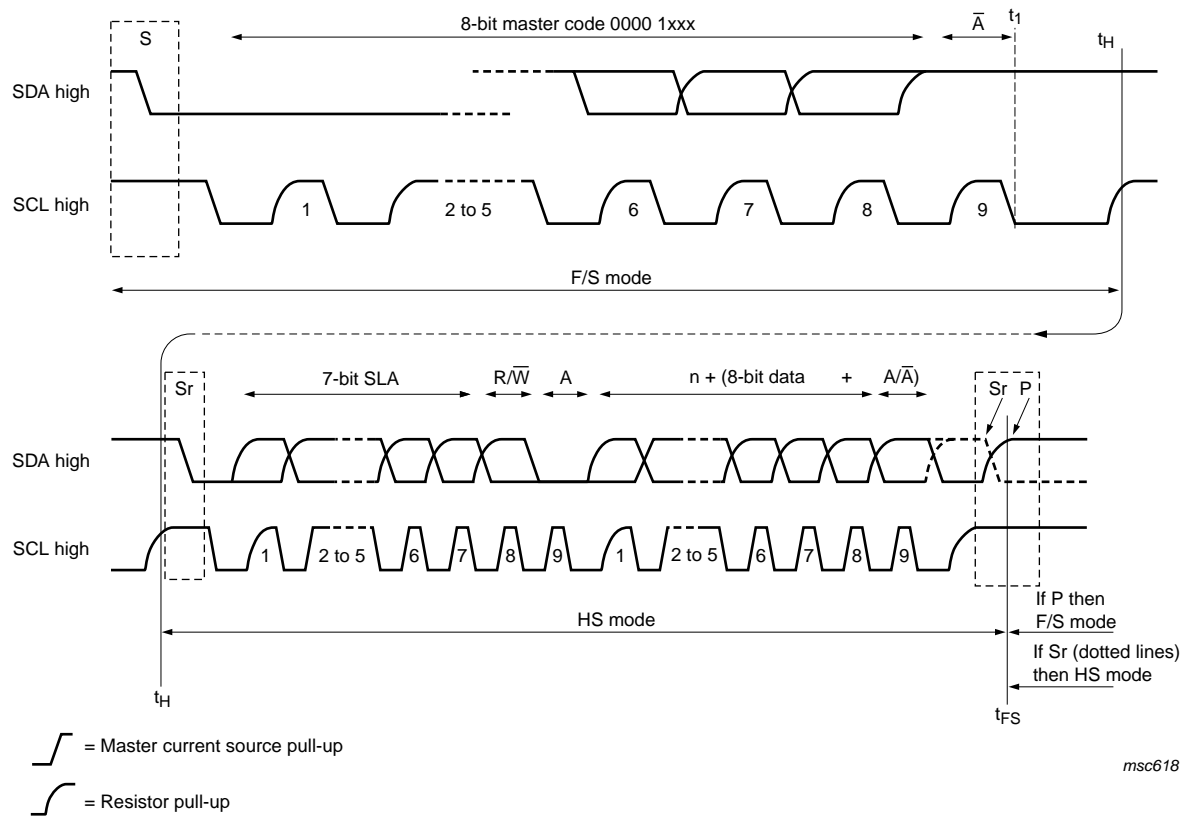 S
8-bit master code 0000 1xxx
A̅
t1
tH
SDA high
SCL high
1
2 to 5
6
7
8
9
F/S mode
Sr
7-bit SLA
R/W̅
A
n + (8-bit data + A/A̅)
Sr P
SDA high
SCL high
1
2 to 5
6
7
8
9
1
2 to 5
6
7
8
9
HS mode
If P then
F/S mode
If Sr (dotted lines)
then HS mode
tH
tFS
= Master current source pull-up
= Resistor pull-up
msc618